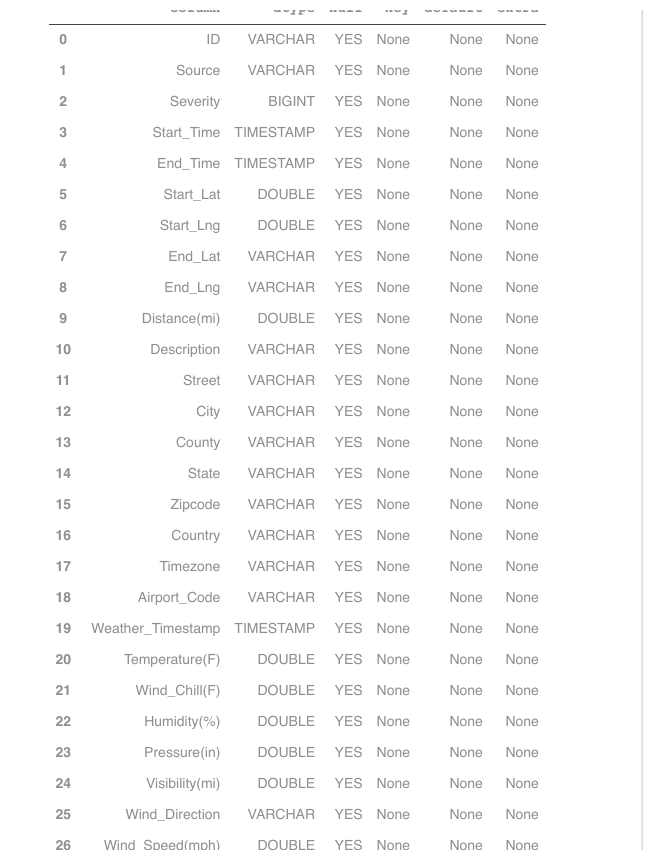 column dtype null key default extra
0 ID VARCHAR YES None None None
1 Source VARCHAR YES None None None
2 Severity BIGINT YES None None None
3 Start_Time TIMESTAMP YES None None None
4 End_Time TIMESTAMP YES None None None
5 Start_Lat DOUBLE YES None None None
6 Start_Lng DOUBLE YES None None None
7 End_Lat VARCHAR YES None None None
8 End_Lng VARCHAR YES None None None
9 Distance(mi) DOUBLE YES None None None
10 Description VARCHAR YES None None None
11 Street VARCHAR YES None None None
12 City VARCHAR YES None None None
13 County VARCHAR YES None None None
14 State VARCHAR YES None None None
15 Zipcode VARCHAR YES None None None
16 Country VARCHAR YES None None None
17 Timezone VARCHAR YES None None None
18 Airport_Code VARCHAR YES None None None
19 Weather_Timestamp TIMESTAMP YES None None None
20 Temperature(F) DOUBLE YES None None None
21 Wind_Chill(F) DOUBLE YES None None None
22 Humidity(%) DOUBLE YES None None None
23 Pressure(in) DOUBLE YES None None None
24 Visibility(mi) DOUBLE YES None None None
25 Wind_Direction VARCHAR YES None None None
26 Wind_Speed(mph) DOUBLE YES None None None